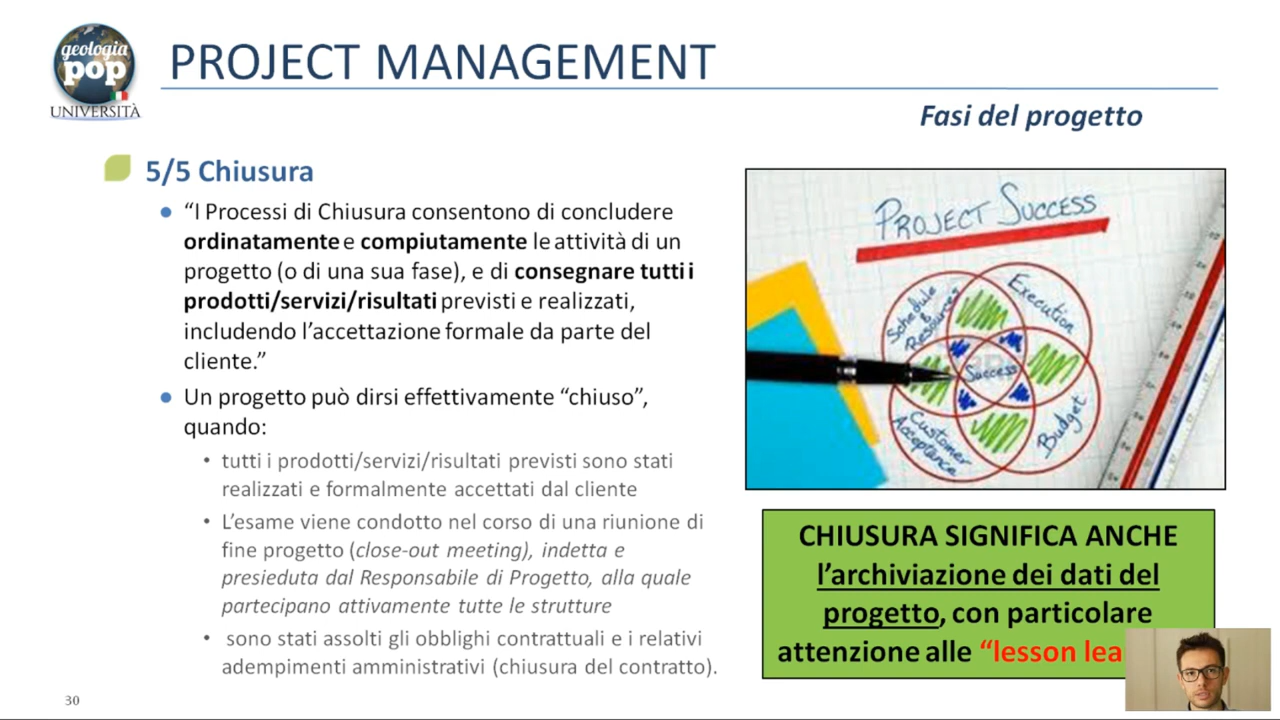 geologia
pop
UNIVERSITÀ
PROJECT MANAGEMENT
Fasi del progetto
5/5 Chiusura
● “I Processi di Chiusura consentono di concludere
ordinatamente e compiutamente le attività di un
progetto (o di una sua fase), e di consegnare tutti i
prodotti/servizi/risultati previsti e realizzati,
includendo l’accettazione formale da parte del
cliente.”
● Un progetto può dirsi effettivamente “chiuso”,
quando:
• tutti i prodotti/servizi/risultati previsti sono stati
realizzati e formalmente accettati dal cliente
• L’esame viene condotto nel corso di una riunione di
fine progetto (close-out meeting), indetta e
presieduta dal Responsabile di Progetto, alla quale
partecipano attivamente tutte le strutture
• sono stati assolti gli obblighi contrattuali e i relativi
adempimenti amministrativi (chiusura del contratto).
PROJECT SUCCESS
Schedule
&
Resources
Execution
Success
Customer
Acceptance
Budget
CHIUSURA SIGNIFICA ANCHE
l’archiviazione dei dati del
progetto, con particolare
attenzione alle “lesson lea
30